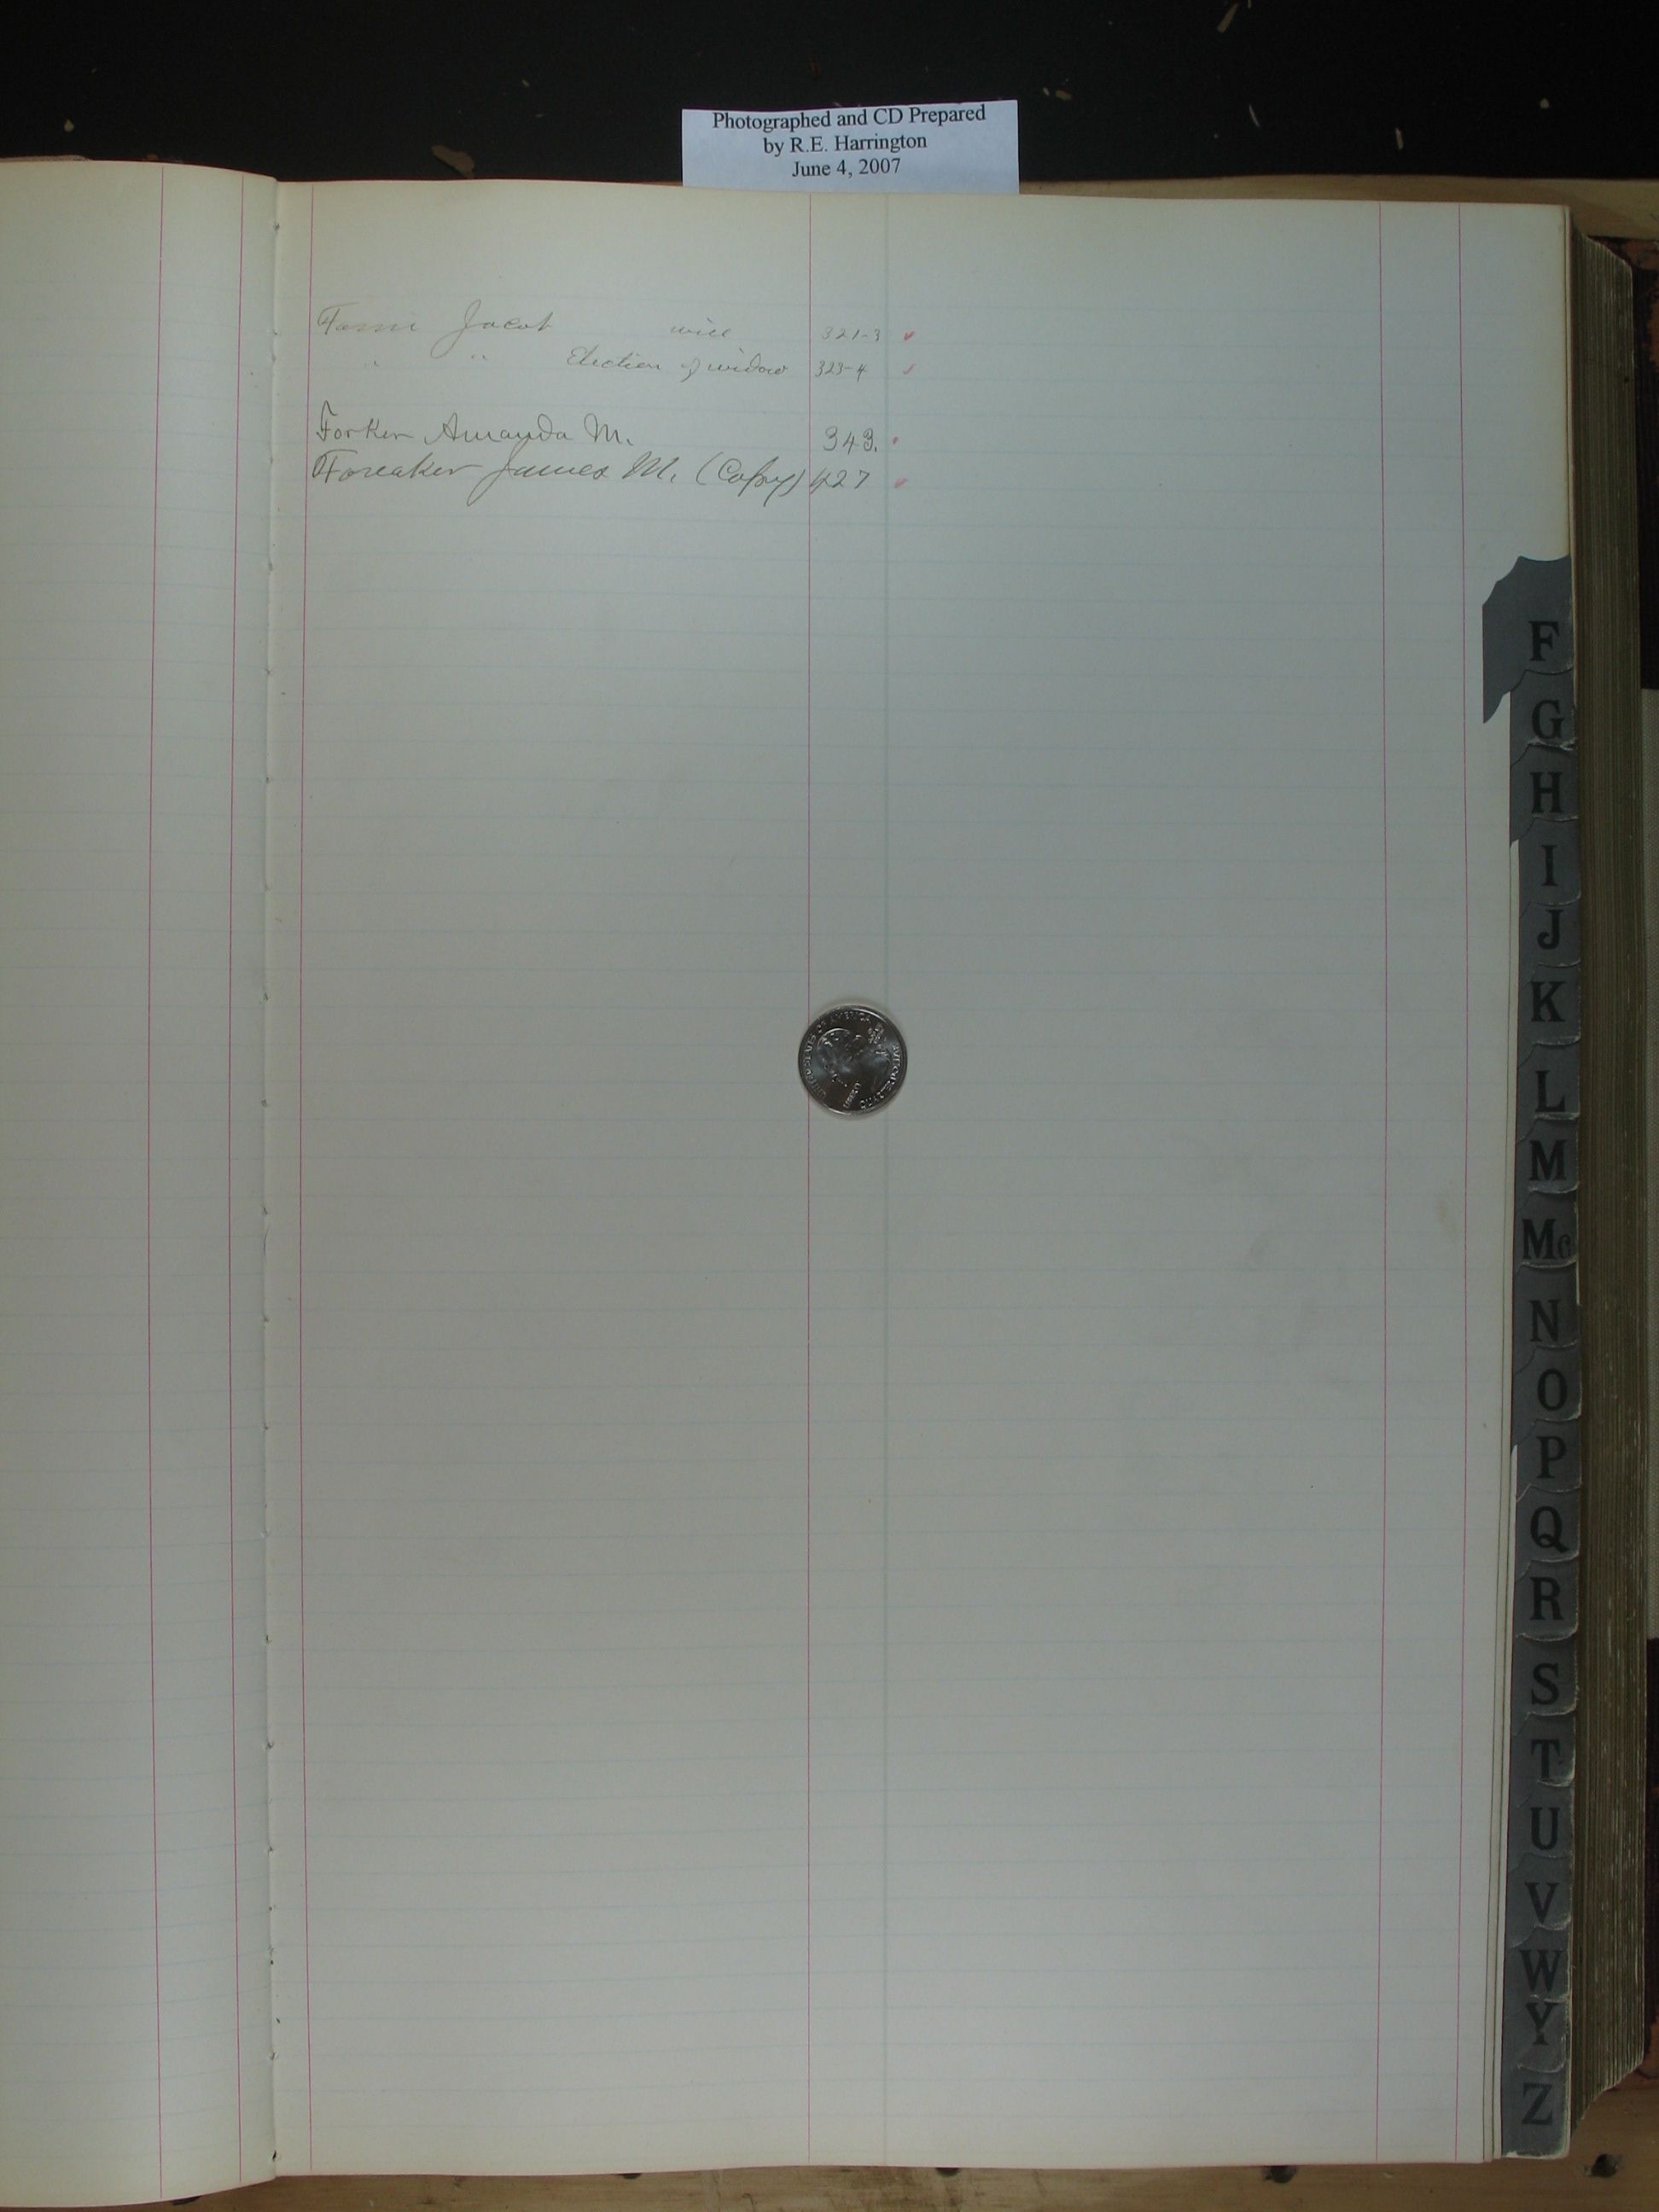 Photographed and CD Prepared
by R.E. Harrington
June 4, 2007
Jacob will 321-3
" " Election of widow 323-4
Forker Amanda M. 343.
Foreaker James M. (Copy) 427
F
G
H
I
J
K
L
M
Mc
N
O
P
Q
R
S
T
U
V
W
Y
Z